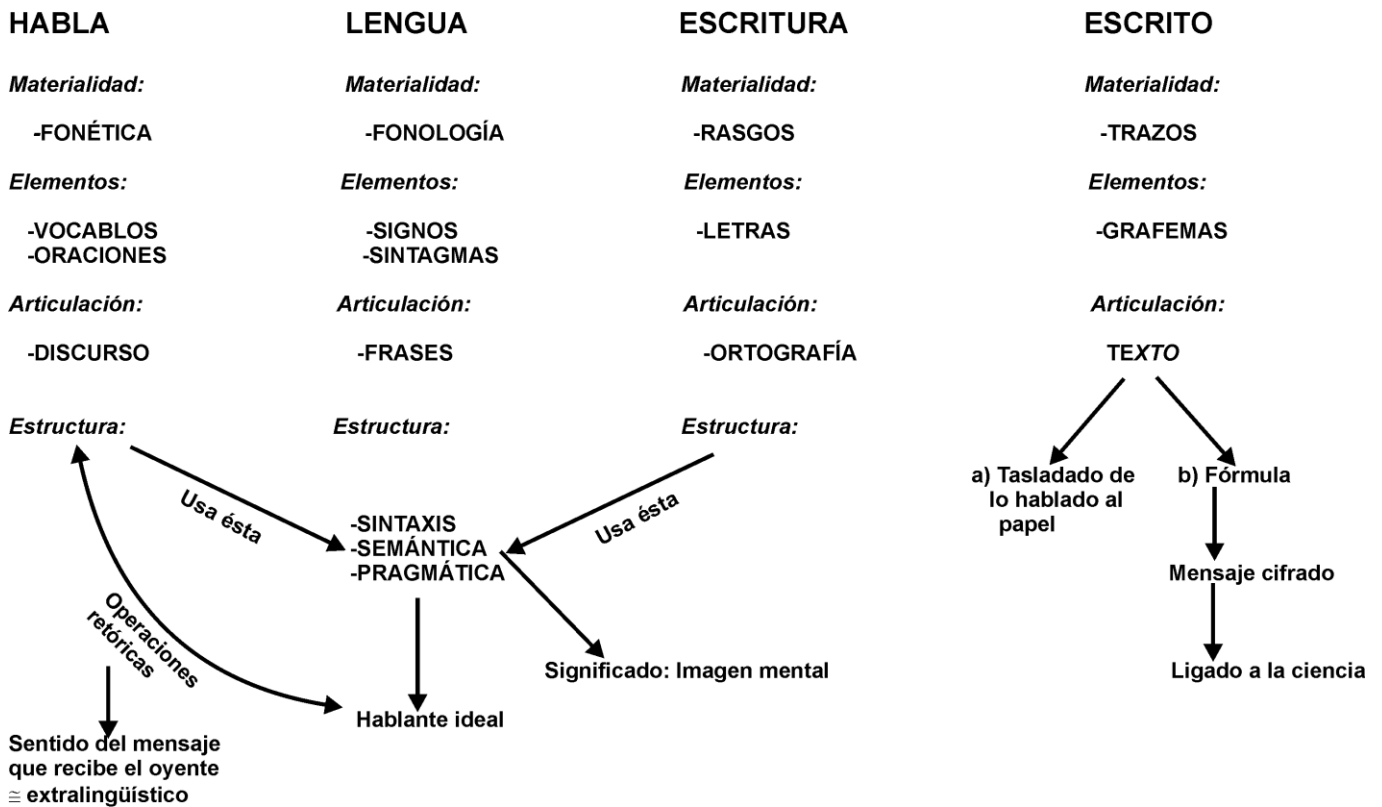 HABLA
LENGUA
ESCRITURA
ESCRITO
Materialidad:
Materialidad:
Materialidad:
Materialidad:
-FONÉTICA
-FONOLOGÍA
-RASGOS
-TRAZOS
Elementos:
Elementos:
Elementos:
Elementos:
-VOCABLOS
-ORACIONES
-SIGNOS
-SINTAGMAS
-LETRAS
-GRAFEMAS
Articulación:
Articulación:
Articulación:
Articulación:
-DISCURSO
-FRASES
-ORTOGRAFÍA
TEXTO
Estructura:
Estructura:
Estructura:
Usa ésta
Usa ésta
-SINTAXIS
-SEMÁNTICA
-PRAGMÁTICA
a) Tasladado de
lo hablado al
papel
b) Fórmula
Mensaje cifrado
Ligado a la ciencia
Operaciones
retóricas
Significado: Imagen mental
Hablante ideal
Sentido del mensaje
que recibe el oyente
≅ extralingüístico